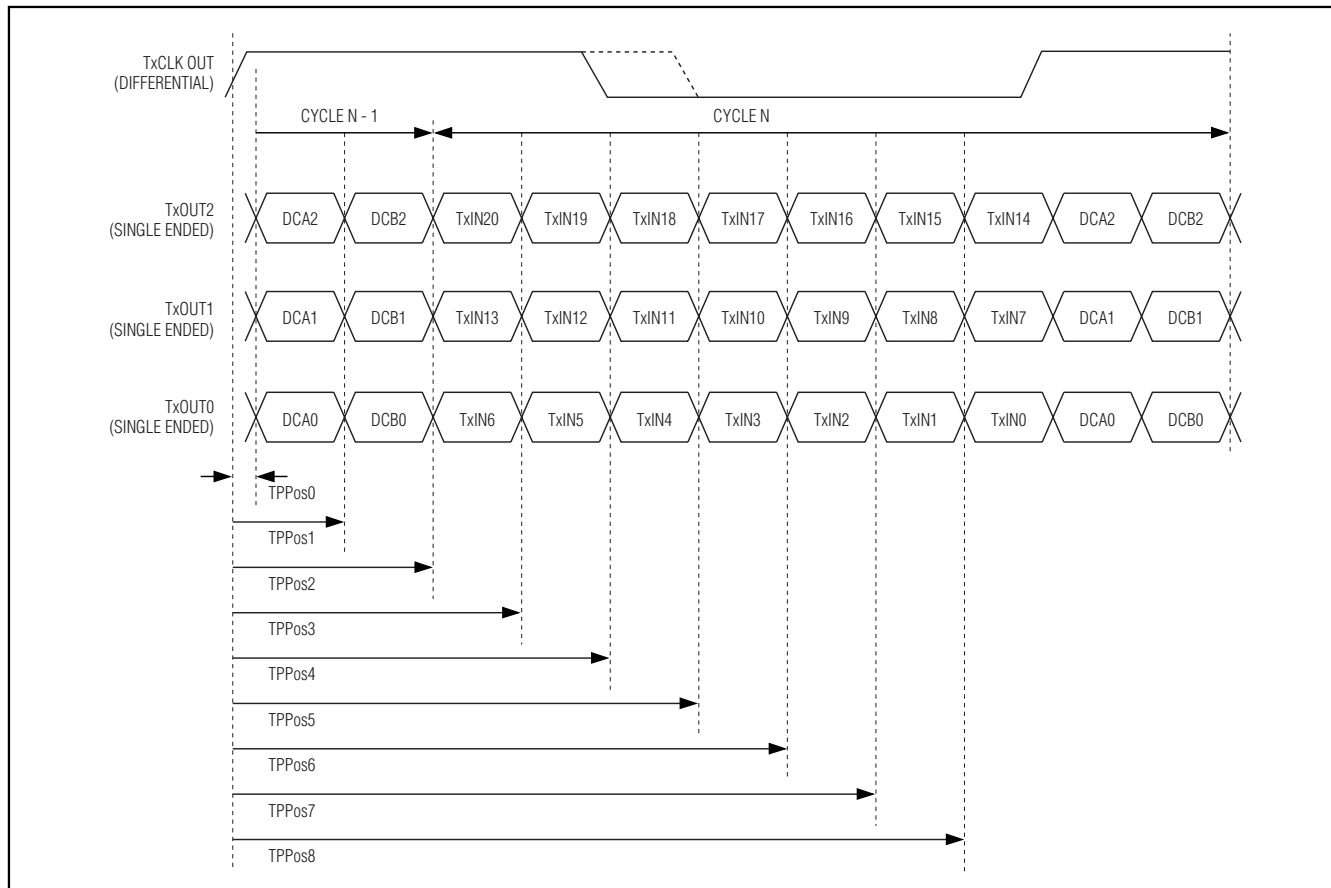 TxCLK OUT
(DIFFERENTIAL)
CYCLE N - 1
CYCLE N
TxOUT2
(SINGLE ENDED)
DCA2
DCB2
TxIN20
TxIN19
TxIN18
TxIN17
TxIN16
TxIN15
TxIN14
DCA2
DCB2
TxOUT1
(SINGLE ENDED)
DCA1
DCB1
TxIN13
TxIN12
TxIN11
TxIN10
TxIN9
TxIN8
TxIN7
DCA1
DCB1
TxOUT0
(SINGLE ENDED)
DCA0
DCB0
TxIN6
TxIN5
TxIN4
TxIN3
TxIN2
TxIN1
TxIN0
DCA0
DCB0
TPPos0
TPPos1
TPPos2
TPPos3
TPPos4
TPPos5
TPPos6
TPPos7
TPPos8